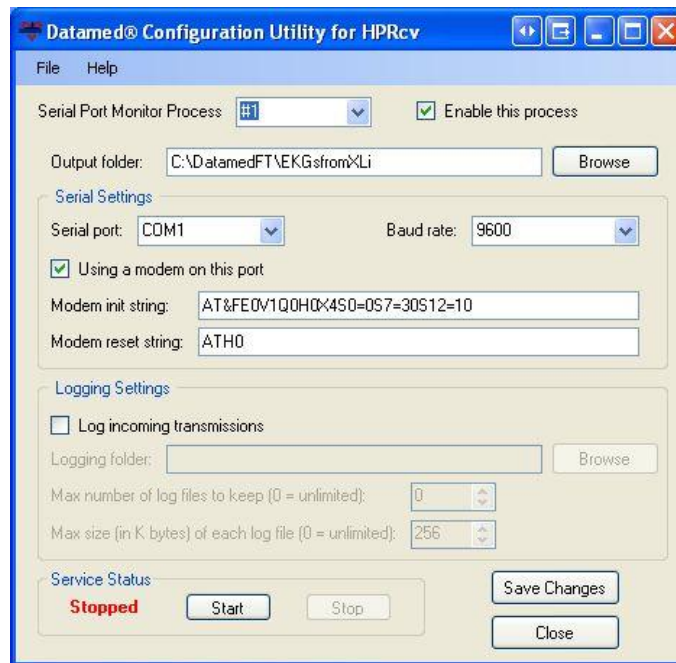 Datamed® Configuration Utility for HPRcv
File Help
Serial Port Monitor Process #1 Enable this process
Output folder: C:\DatamedFT\EKGsfromXLi Browse
Serial Settings
Serial port: COM1 Baud rate: 9600
Using a modem on this port
Modem init string: AT&FE0V1Q0H0X4S0=0S7=30S12=10
Modem reset string: ATH0
Logging Settings
Log incoming transmissions
Logging folder: Browse
Max number of log files to keep (0 = unlimited): 0
Max size (in K bytes) of each log file (0 = unlimited): 256
Service Status
Stopped Start Stop
Save Changes
Close